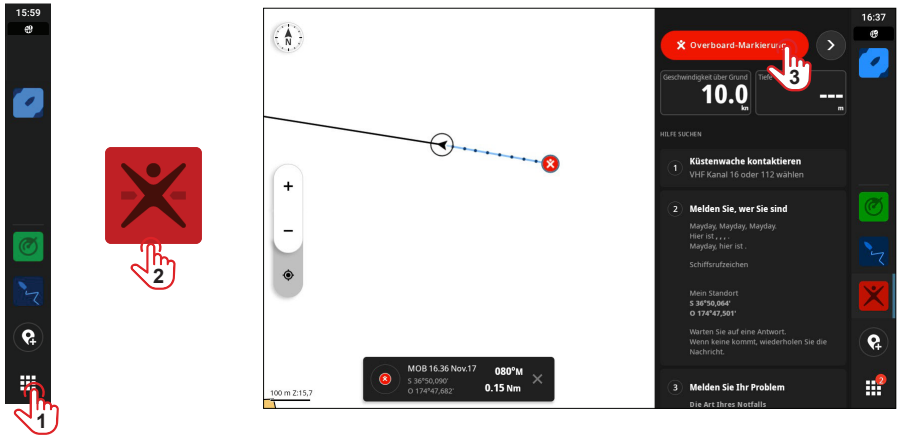 15:59
1
2
N
100 m Z:15,7
MOB 16.36 Nov.17
S 36°50,090'
O 174°47,682'
080°M
0.15 Nm
Overboard-Markierung
3
Geschwindigkeit über Grund
10.0
kn
Tiefe
---
m
HILFE SUCHEN
1 Küstenwache kontaktieren
VHF Kanal 16 oder 112 wählen
2 Melden Sie, wer Sie sind
Mayday, Mayday, Mayday.
Hier ist , , , .
Mayday, hier ist .
Schiffsrufzeichen
Mein Standort
S 36°50,064'
O 174°47,501'
Warten Sie auf eine Antwort.
Wenn keine kommt, wiederholen Sie die
Nachricht.
3 Melden Sie Ihr Problem
Die Art Ihres Notfalls
16:37
2